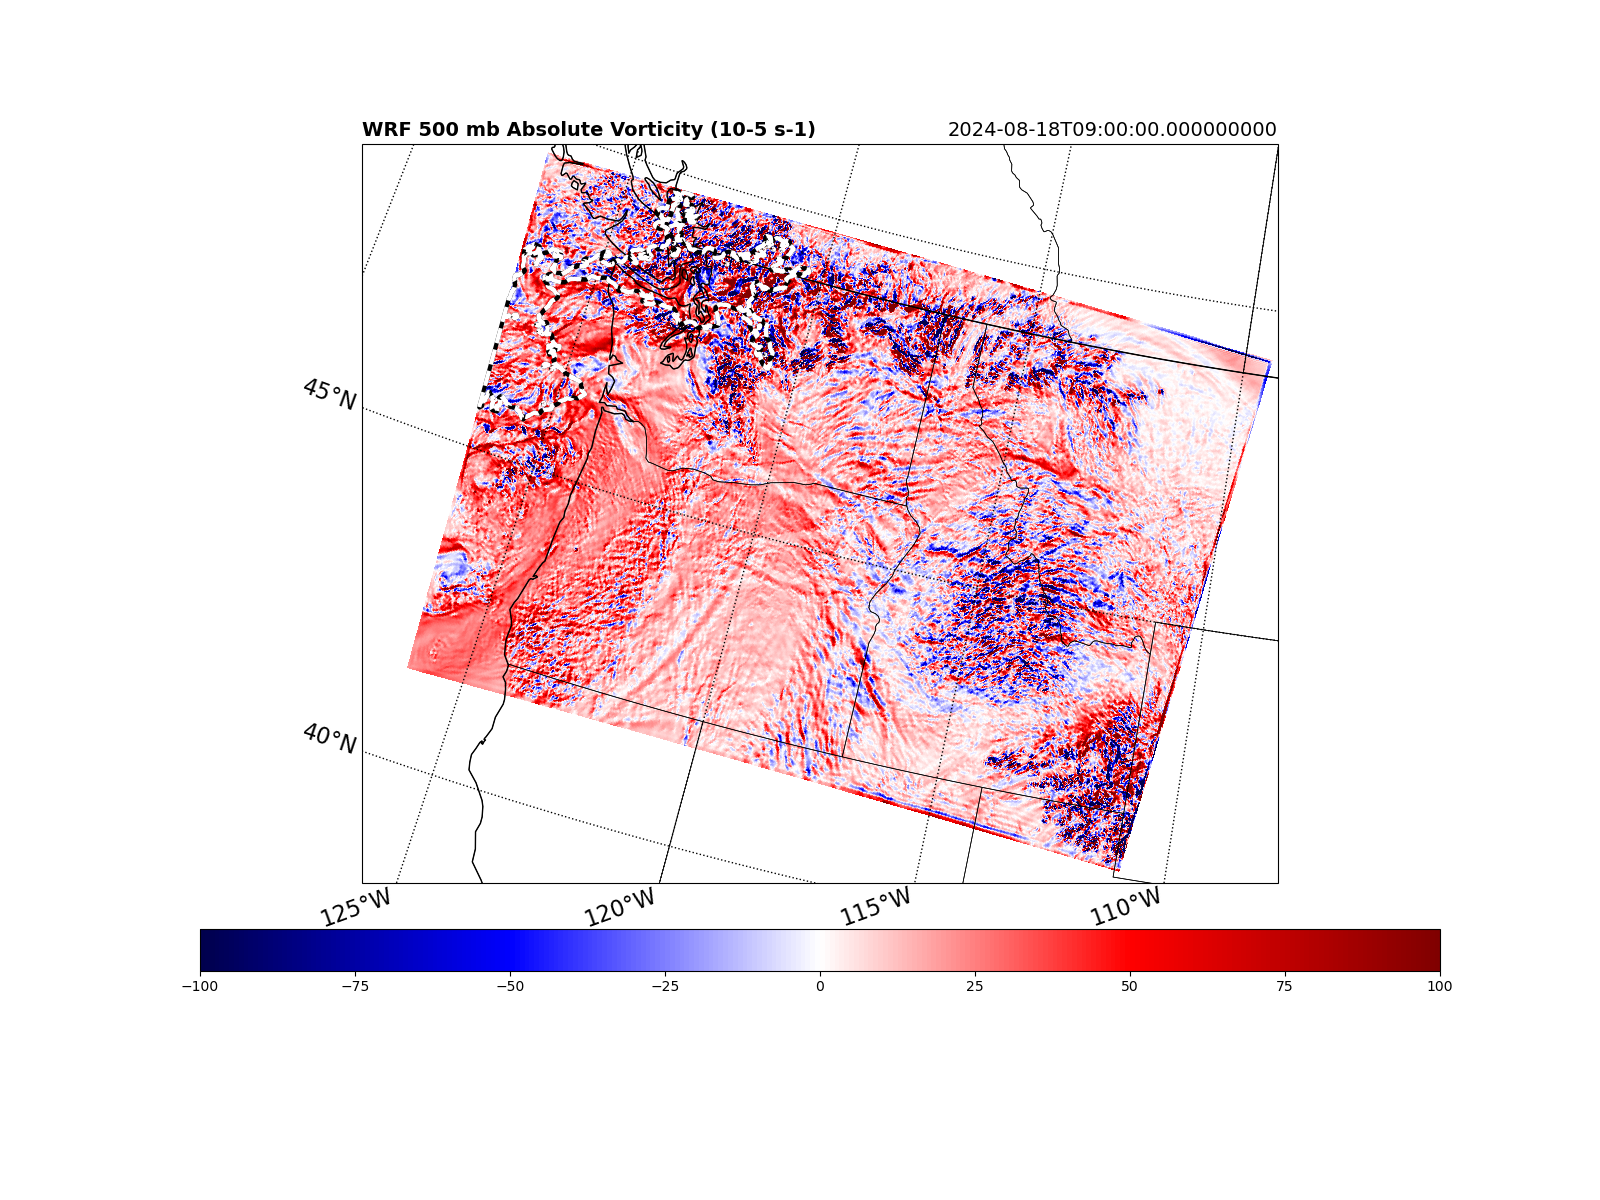 WRF 500 mb Absolute Vorticity (10-5 s-1)
2024-08-18T09:00:00.000000000
45°N
40°N
125°W
120°W
115°W
110°W
−100
−75
−50
−25
0
25
50
75
100